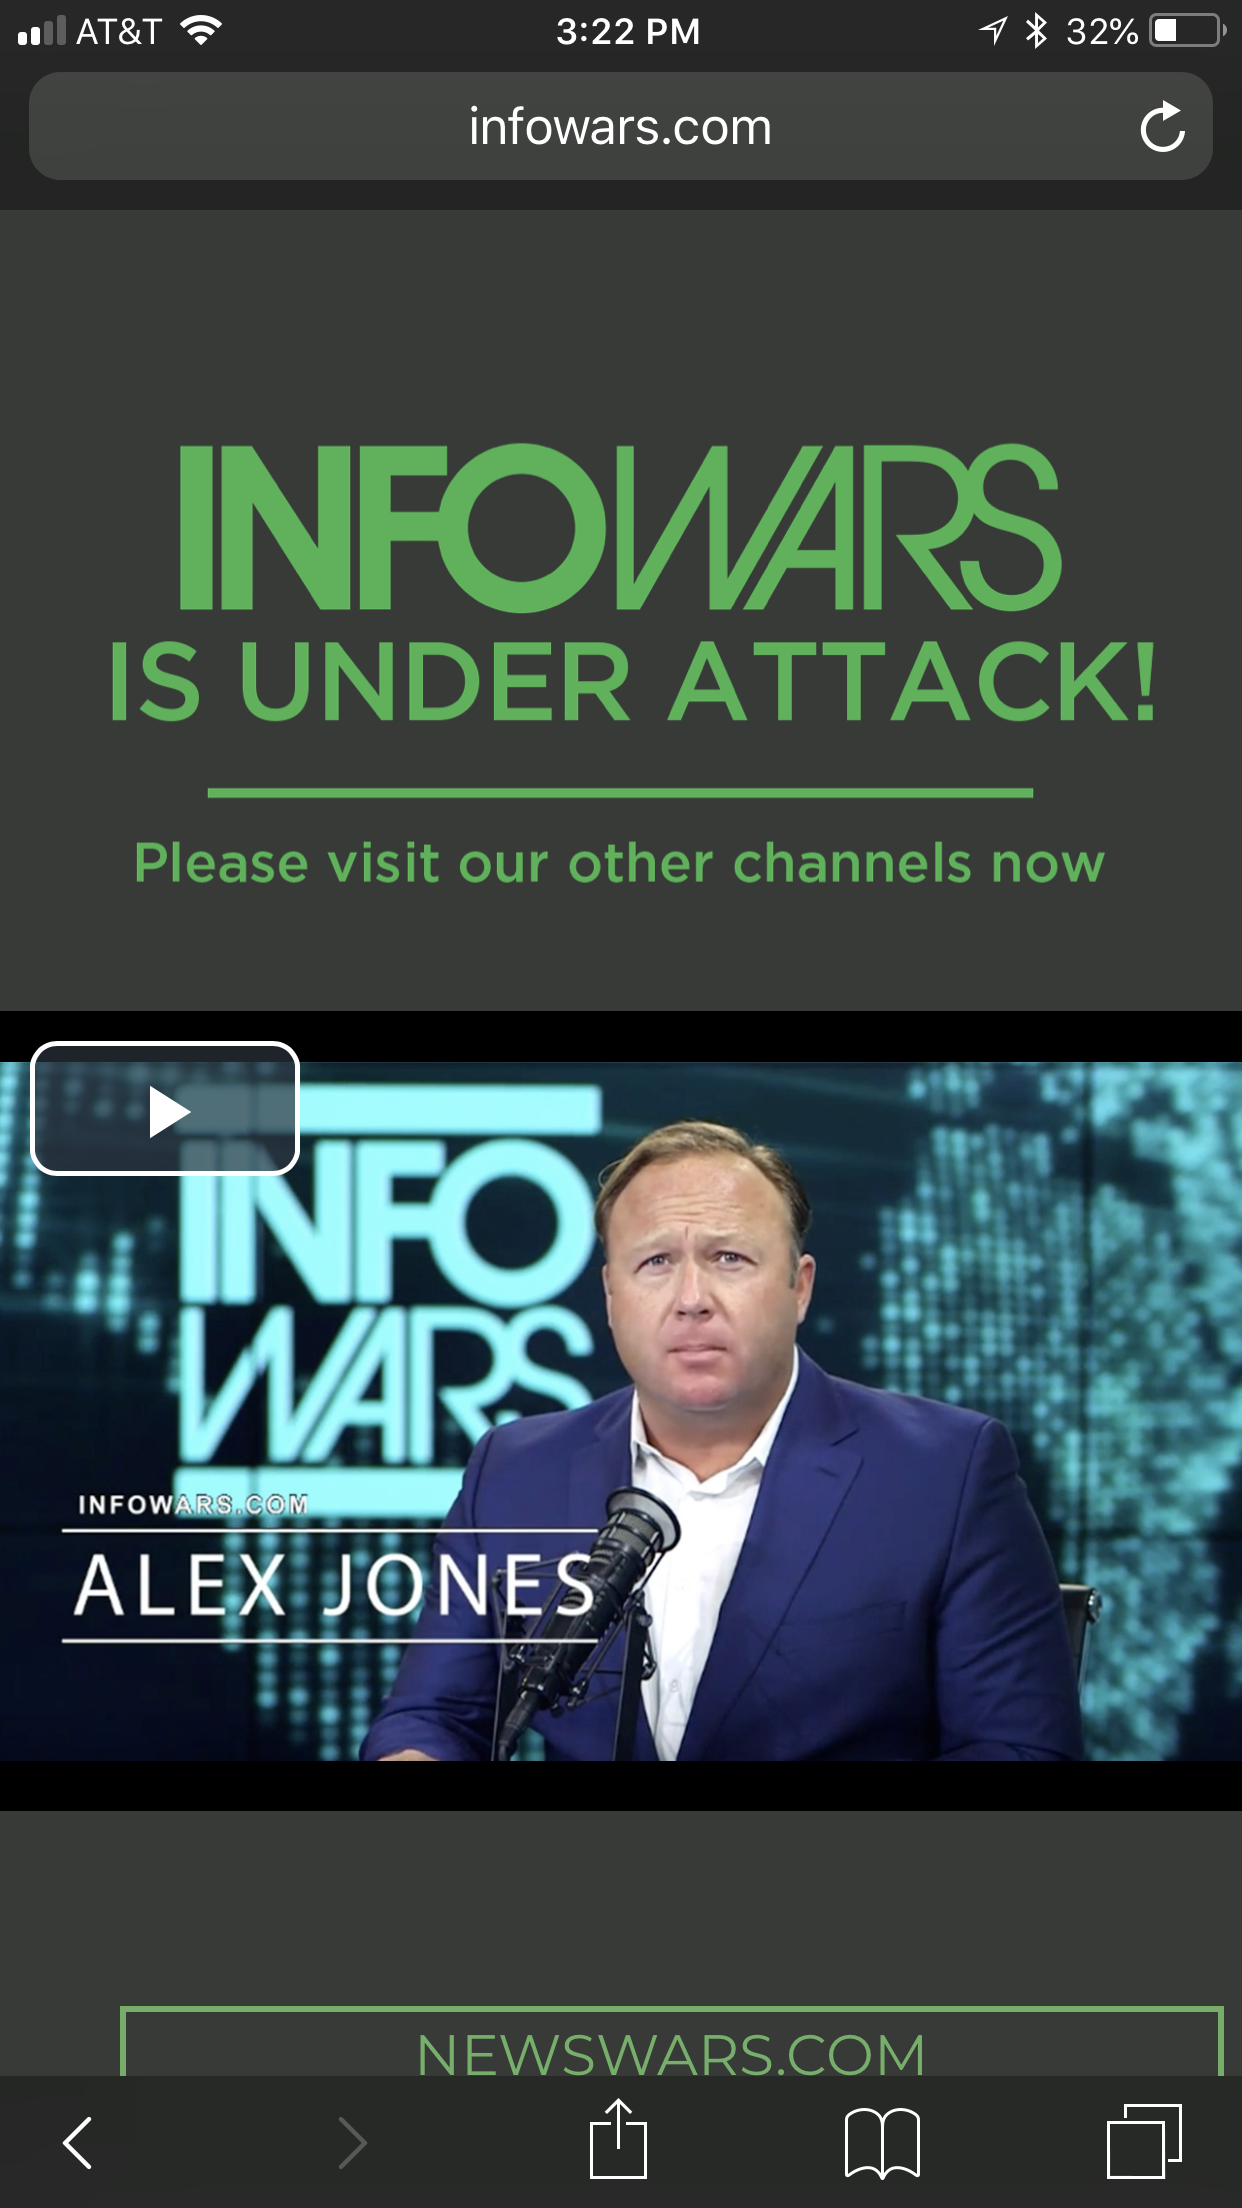 AT&T 3:22 PM 32%
infowars.com
INFOWARS
IS UNDER ATTACK!
Please visit our other channels now
INFO
WARS
INFOWARS.COM
ALEX JONES
NEWSWARS.COM